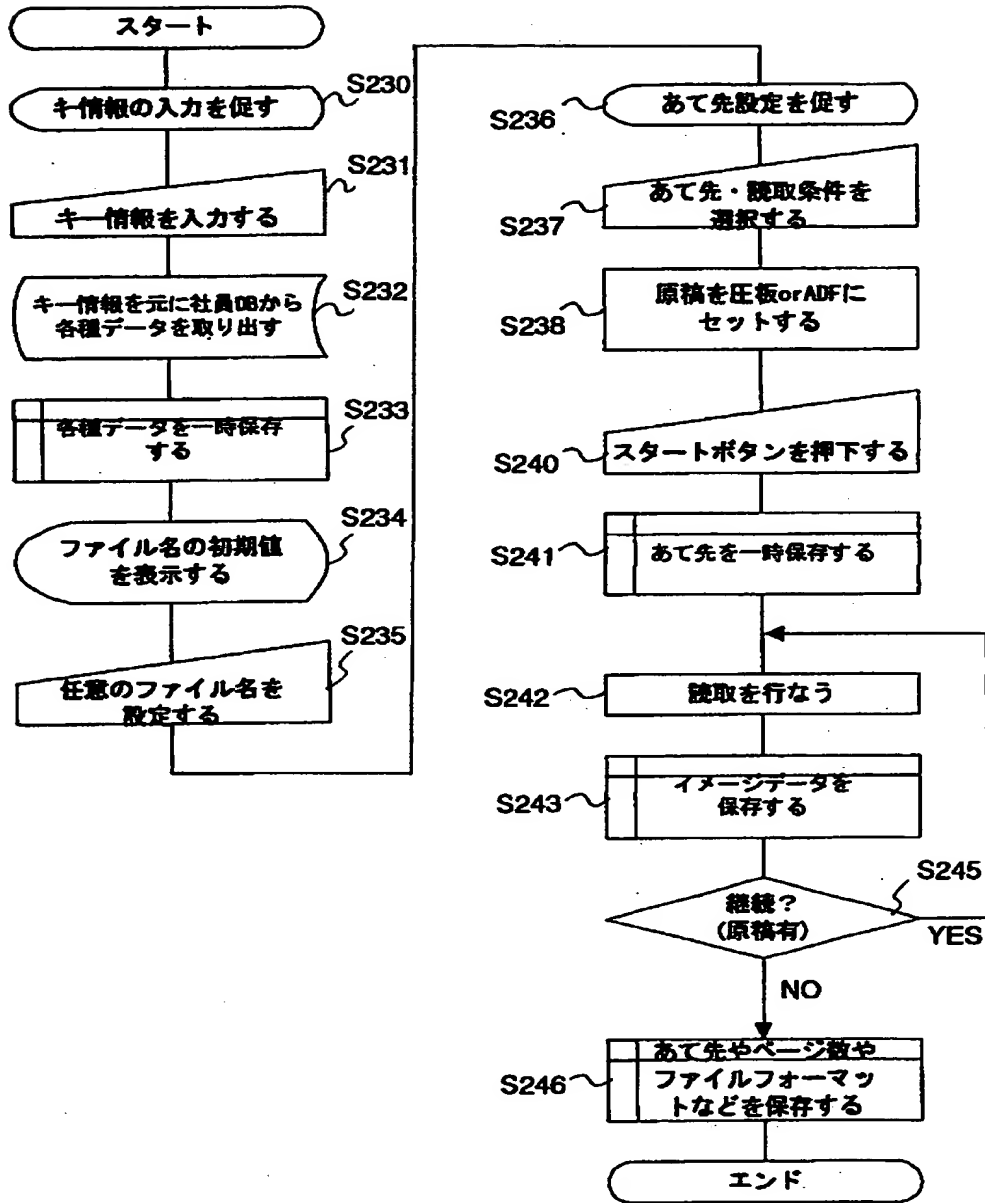 スタート
キ情報の入力を促す
S230
S231
キー情報を入力する
キー情報を元に社員DBから
各種データを取り出す
S232
各種データを一時保存
する
S233
ファイル名の初期値
を表示する
S234
S235
任意のファイル名を
設定する
あて先設定を促す
S236
あて先・読取条件を
選択する
S237
原稿を圧板orADFに
セットする
S238
スタートボタンを押下する
S240
あて先を一時保存する
S241
読取を行なう
S242
イメージデータを
保存する
S243
継続?
(原稿有)
S245
YES
NO
あて先やページ数や
ファイルフォーマッ
トなどを保存する
S246
エンド